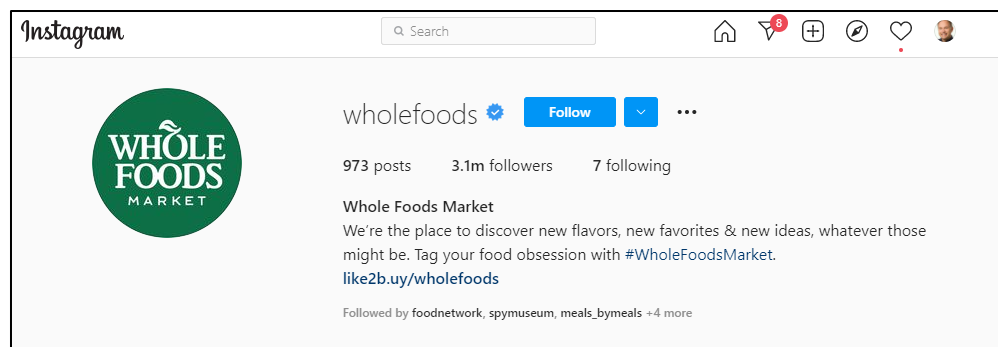 Instagram
Search
8
WHOLE
FOODS
MARKET
wholefoods
Follow
973 posts 3.1m followers 7 following
Whole Foods Market
We're the place to discover new flavors, new favorites & new ideas, whatever those
might be. Tag your food obsession with #WholeFoodsMarket.
like2b.uy/wholefoods
Followed by foodnetwork, spymuseum, meals_bymeals +4 more